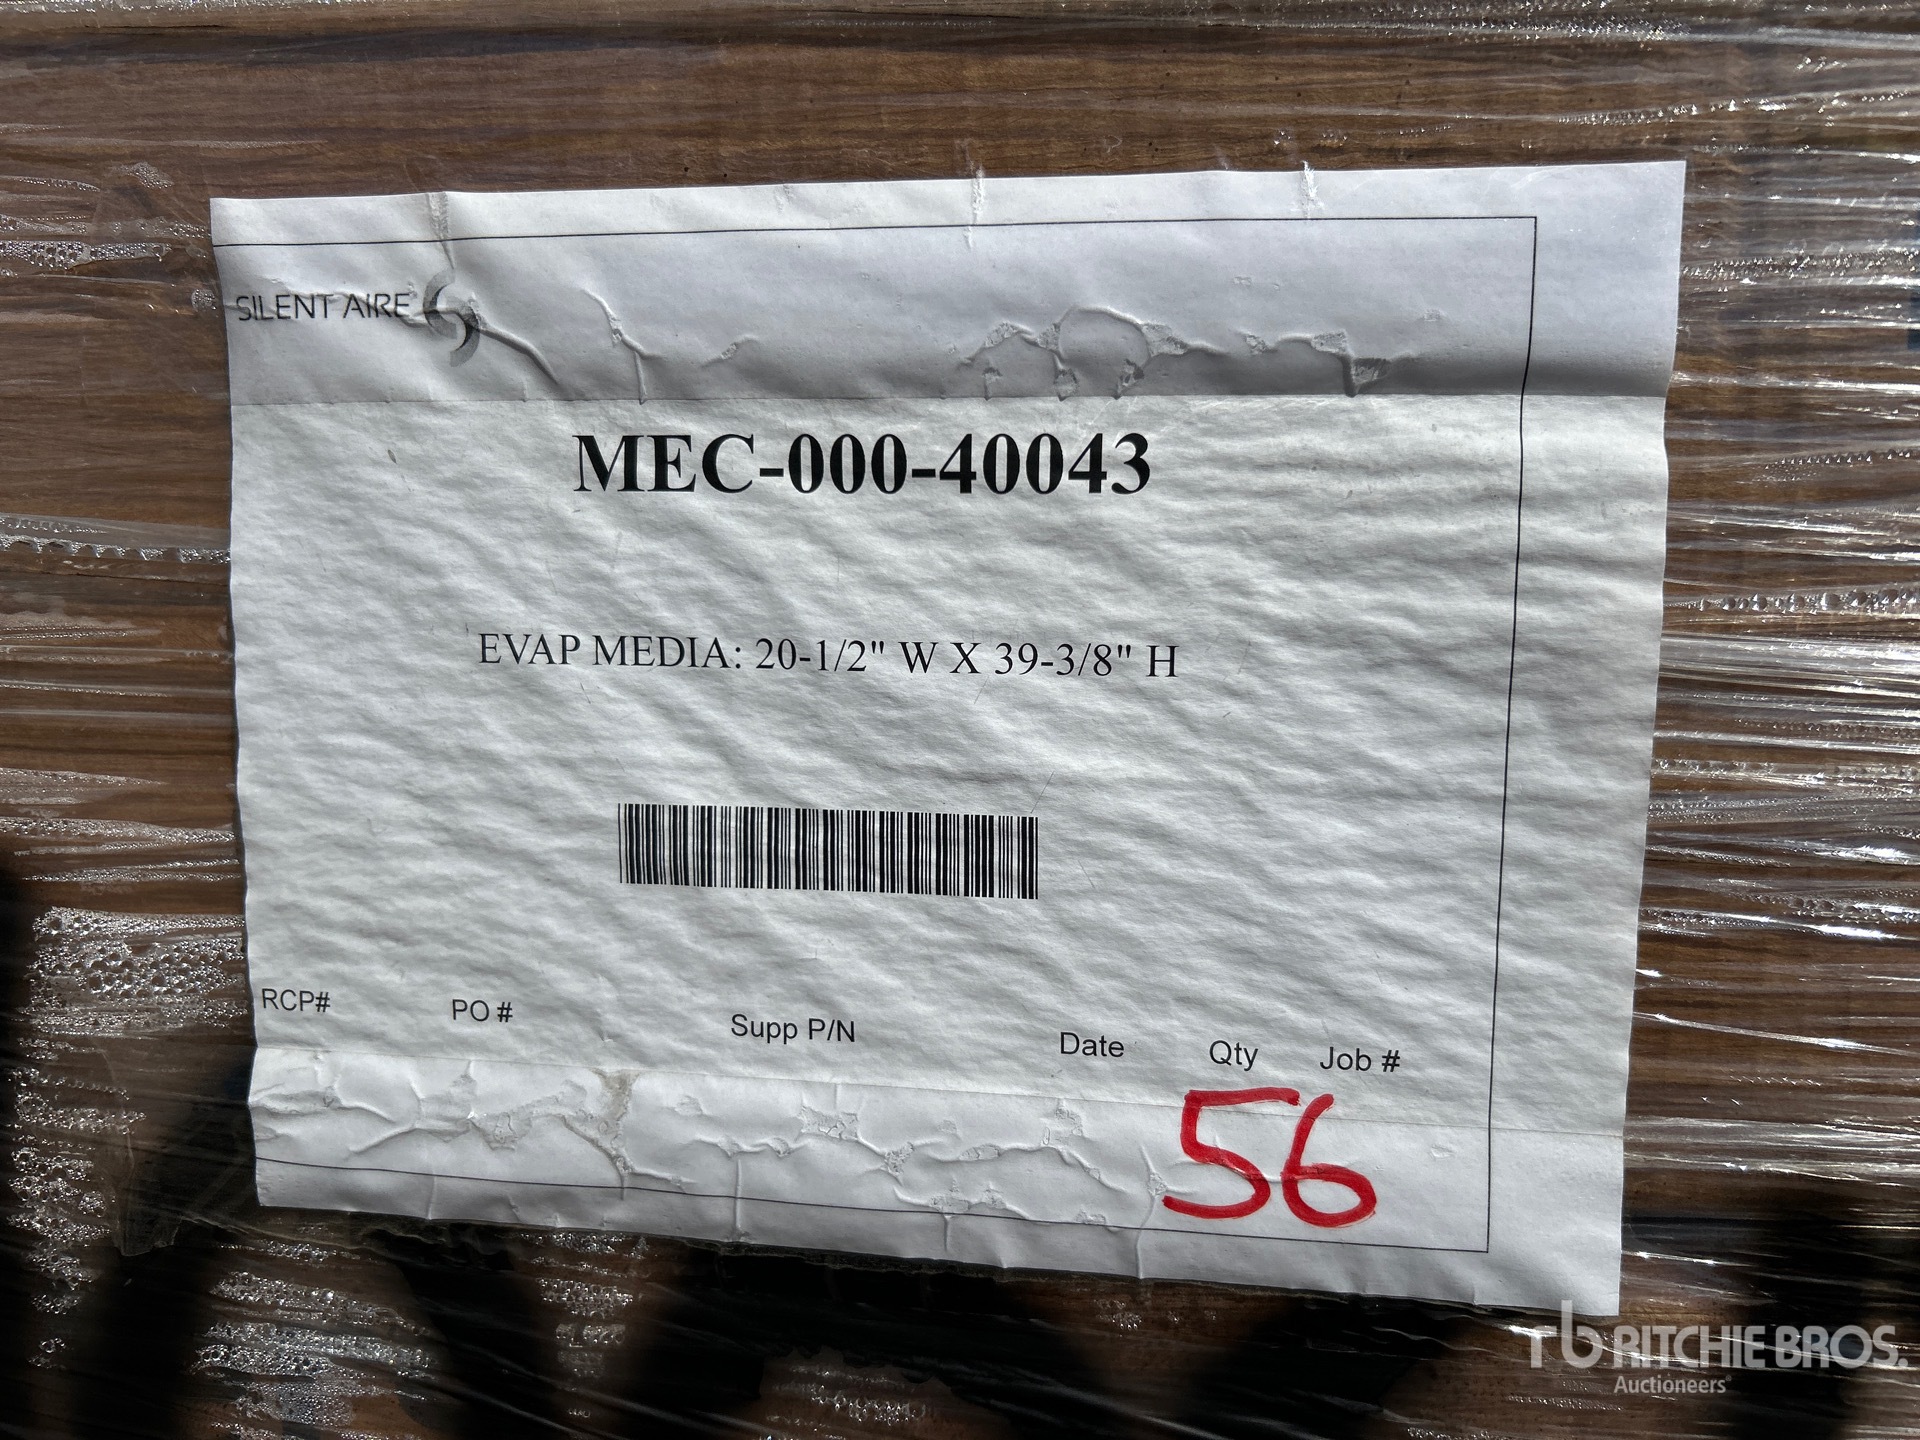 SILENT AIRE
MEC-000-40043
EVAP MEDIA: 20-1/2" W X 39-3/8" H
RCP# PO # Supp P/N Date Qty Job #
56
rb RITCHIE BROS.
Auctioneers